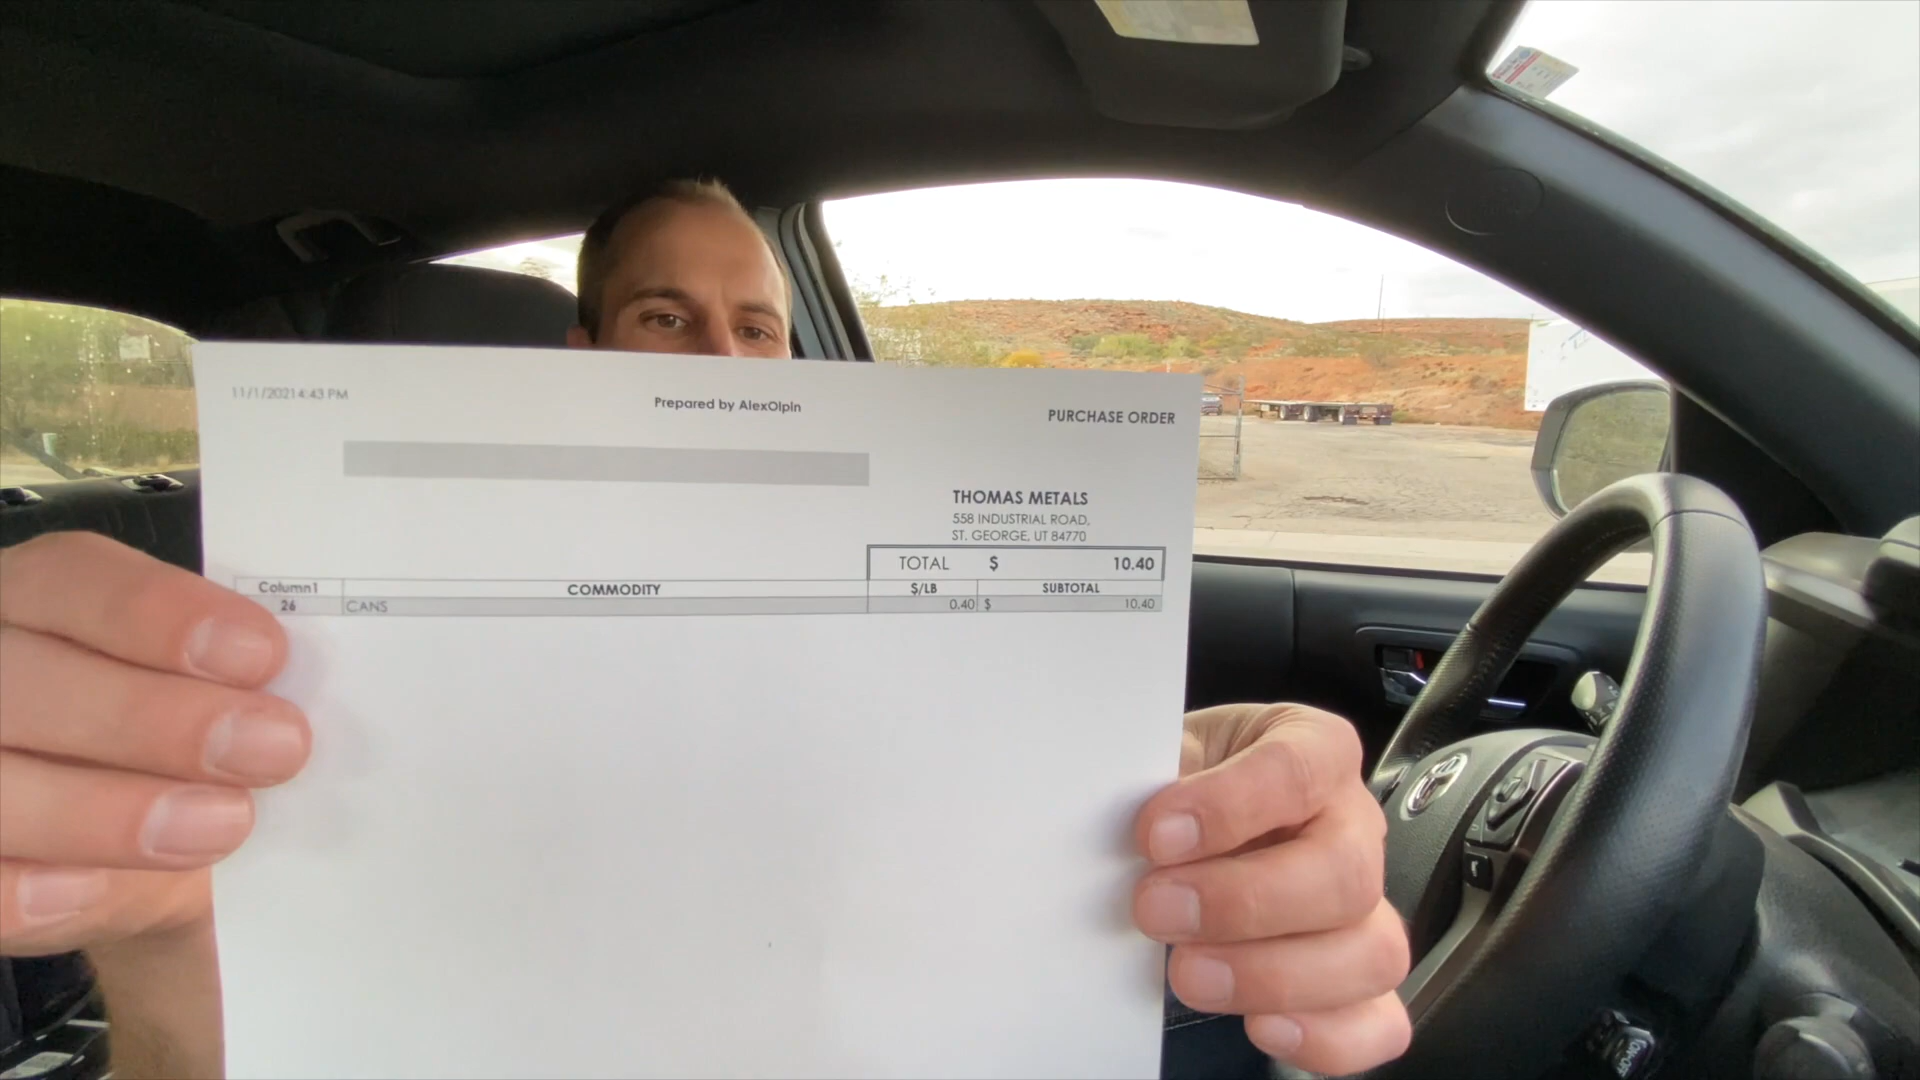 11/1/2021 4:43 PM
Prepared by AlexOlpin
PURCHASE ORDER
THOMAS METALS
558 INDUSTRIAL ROAD,
ST. GEORGE, UT 84770
TOTAL $ 10.40
Column1 COMMODITY $/LB SUBTOTAL
26 CANS 0.40 $ 10.40